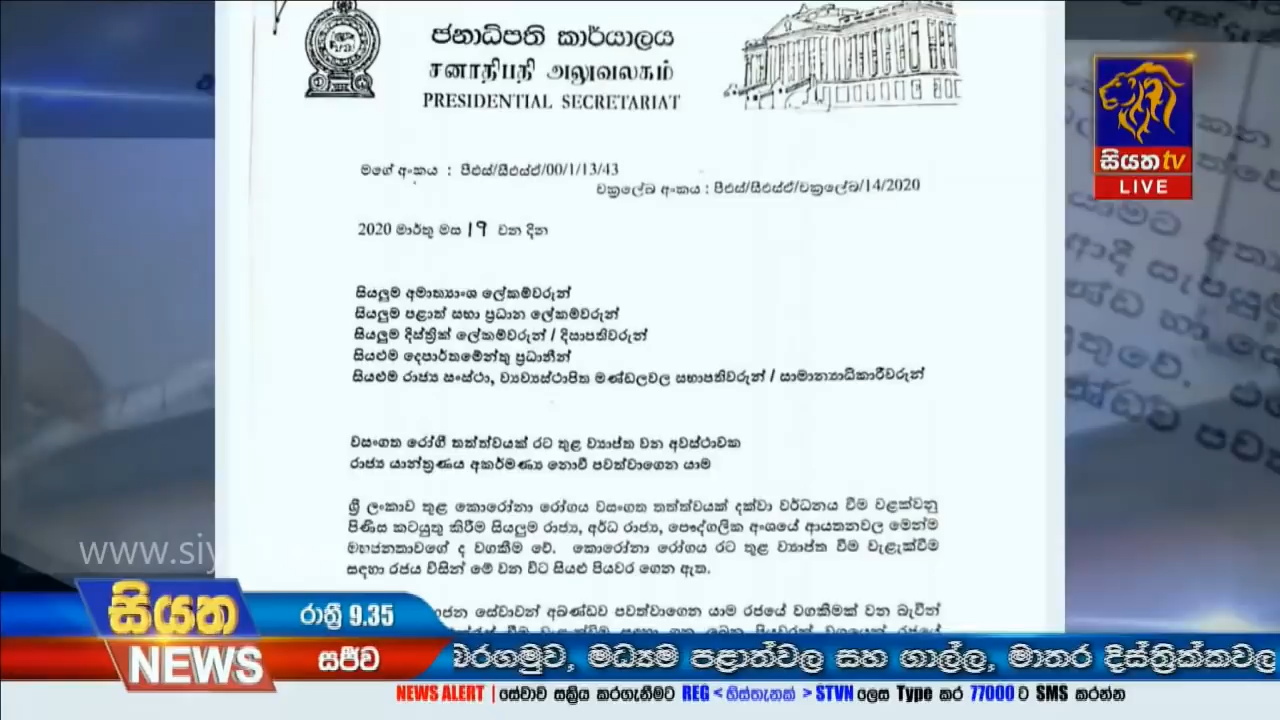 ජනාධිපති කාර්යාලය
சனாதிபதி அலுவலகம்
PRESIDENTIAL SECRETARIAT
මගේ අංකය : පීඑස්/සීඑස්ඒ/00/1/13/43
චක්‍රලේඛ අංකය : පීඑස්/සීඑස්ඒ/චක්‍රලේඛ/14/2020
2020 මාර්තු මස 19 වන දින
සියලුම අමාත්‍යාංශ ලේකම්වරුන්
සියලුම පළාත් සභා ප්‍රධාන ලේකම්වරුන්
සියලුම දිස්ත්‍රික් ලේකම්වරුන් / දිසාපතිවරුන්
සියළුම දෙපාර්තමේන්තු ප්‍රධානීන්
සියළුම රාජ්‍ය සංස්ථා, ව්‍යවස්ථාපිත මණ්ඩලවල සභාපතිවරුන් / සාමාන්‍යාධිකාරීවරුන්
වසංගත රෝගී තත්ත්වයක් රට තුළ ව්‍යාප්ත වන අවස්ථාවක
රාජ්‍ය යාන්ත්‍රණය අකර්මණ්‍ය නොවී පවත්වාගෙන යාම
ශ්‍රී ලංකාව තුළ කොරෝනා රෝගය වසංගත තත්ත්වයක් දක්වා වර්ධනය වීම වළක්වනු
පිණිස කටයුතු කිරීම සියලුම රාජ්‍ය, අර්ධ රාජ්‍ය, පෞද්ගලික අංශයේ ආයතනවල මෙන්ම
මහජනතාවගේ ද වගකීම වේ. කොරෝනා රෝගය රට තුළ ව්‍යාප්ත වීම වැළැක්වීම
සඳහා රජය විසින් මේ වන විට සියළු පියවර ගෙන ඇත.
සේවාවන් අඛණ්ඩව පවත්වාගෙන යාම රජයේ වගකීමක් වන බැවින්
සියත tv
LIVE
www.siy
සියත
NEWS
රාත්‍රී 9.35
සජීව
බරගමුව, මධ්‍යම පළාත්වල සහ ගාල්ල, මාතර දිස්ත්‍රික්කවල
NEWS ALERT | සේවාව සක්‍රිය කරගැනීමට REG < හිස්තැනක් > STVN ලෙස Type කර 77000 ට SMS කරන්න